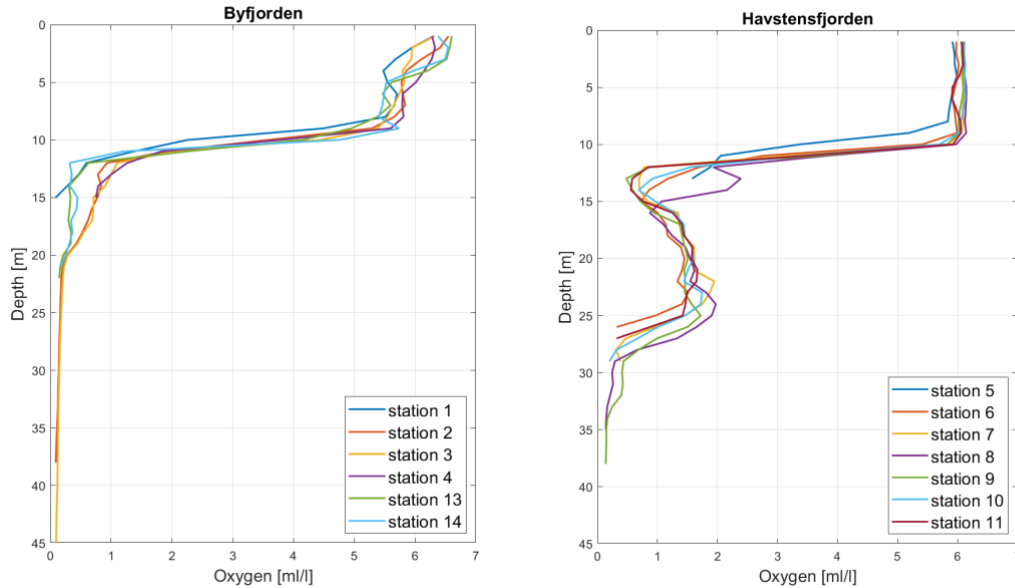 Byfjorden
0
5
10
15
20
25
30
35
40
45
Depth [m]
0 1 2 3 4 5 6 7
Oxygen [ml/l]
station 1
station 2
station 3
station 4
station 13
station 14
Havstensfjorden
0
5
10
15
20
25
30
35
40
45
Depth [m]
0 1 2 3 4 5 6 7
Oxygen [ml/l]
station 5
station 6
station 7
station 8
station 9
station 10
station 11